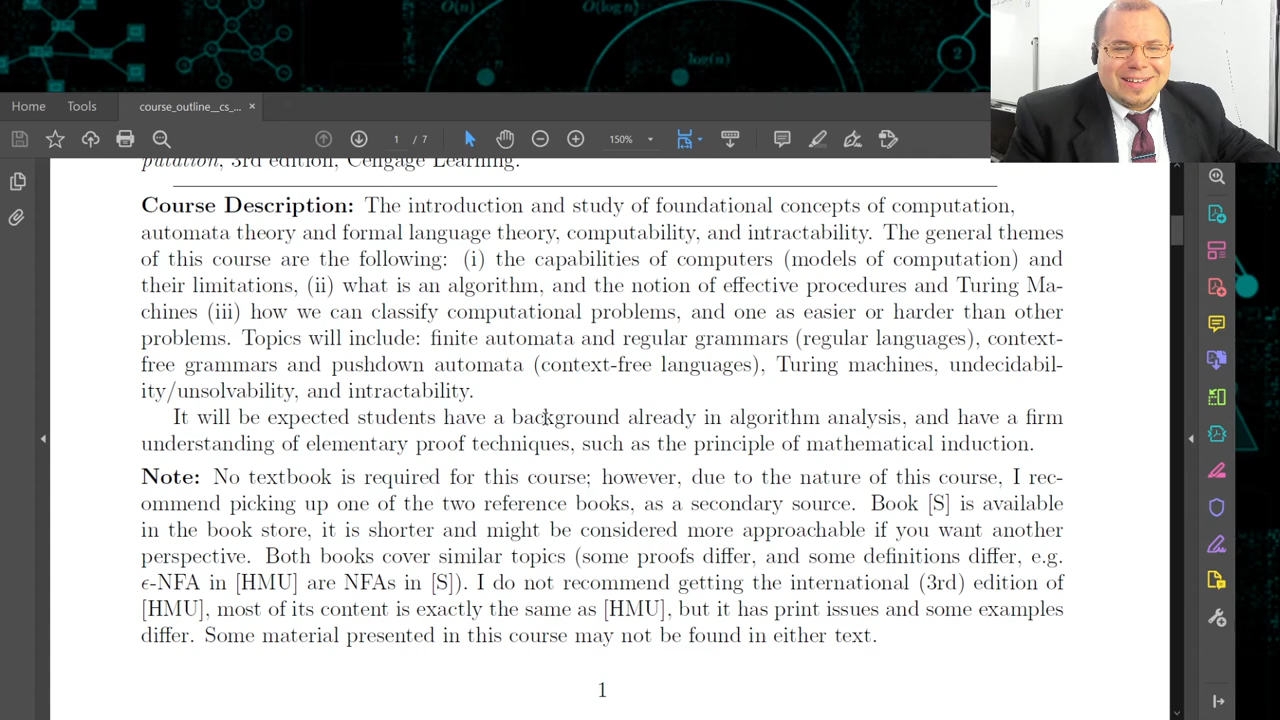 O(n)
O(log n)
log(n)
2
Home Tools course_outline__cs_... ×
1 / 7 150%
putation, 3rd edition, Cengage Learning.
Course Description: The introduction and study of foundational concepts of computation,
automata theory and formal language theory, computability, and intractability. The general themes
of this course are the following: (i) the capabilities of computers (models of computation) and
their limitations, (ii) what is an algorithm, and the notion of effective procedures and Turing Ma-
chines (iii) how we can classify computational problems, and one as easier or harder than other
problems. Topics will include: finite automata and regular grammars (regular languages), context-
free grammars and pushdown automata (context-free languages), Turing machines, undecidabil-
ity/unsolvability, and intractability.
It will be expected students have a background already in algorithm analysis, and have a firm
understanding of elementary proof techniques, such as the principle of mathematical induction.
Note: No textbook is required for this course; however, due to the nature of this course, I rec-
ommend picking up one of the two reference books, as a secondary source. Book [S] is available
in the book store, it is shorter and might be considered more approachable if you want another
perspective. Both books cover similar topics (some proofs differ, and some definitions differ, e.g.
ϵ-NFA in [HMU] are NFAs in [S]). I do not recommend getting the international (3rd) edition of
[HMU], most of its content is exactly the same as [HMU], but it has print issues and some examples
differ. Some material presented in this course may not be found in either text.
1